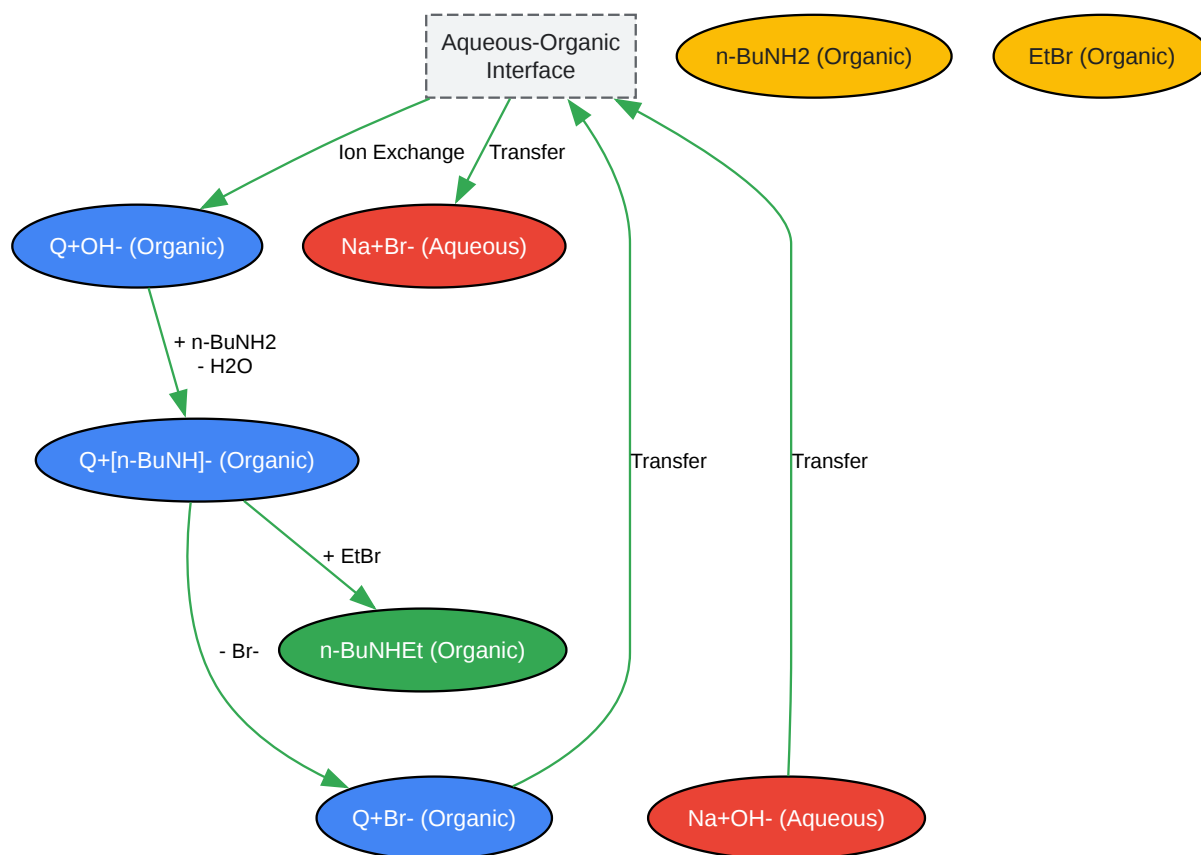 Aqueous-Organic
Interface
n-BuNH2 (Organic)
EtBr (Organic)
Ion Exchange
Transfer
Q+OH- (Organic)
Na+Br- (Aqueous)
+ n-BuNH2
- H2O
Q+[n-BuNH]- (Organic)
Transfer
Transfer
+ EtBr
n-BuNHEt (Organic)
- Br-
Q+Br- (Organic)
Na+OH- (Aqueous)